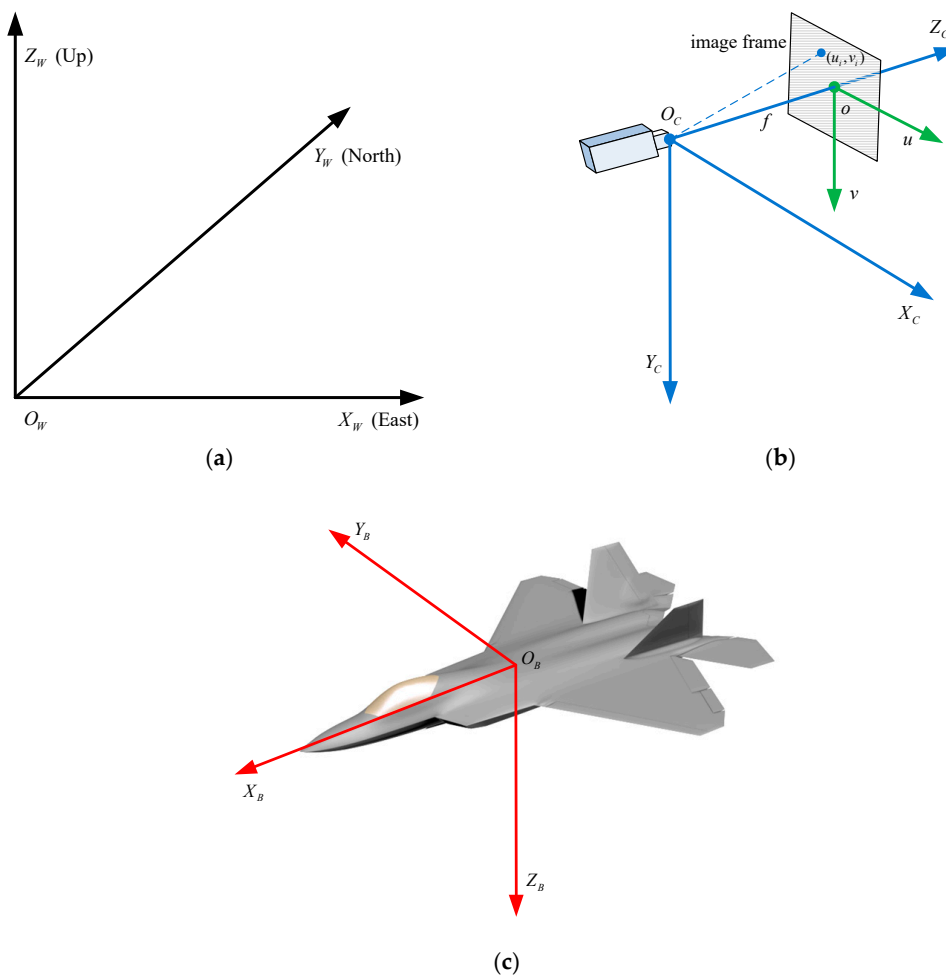 Z_W (Up)
Y_W (North)
O_W
X_W (East)
(a)
image frame
Z_C
(u_i, v_i)
O_C
f
o
u
v
X_C
Y_C
(b)
Y_B
O_B
X_B
Z_B
(c)